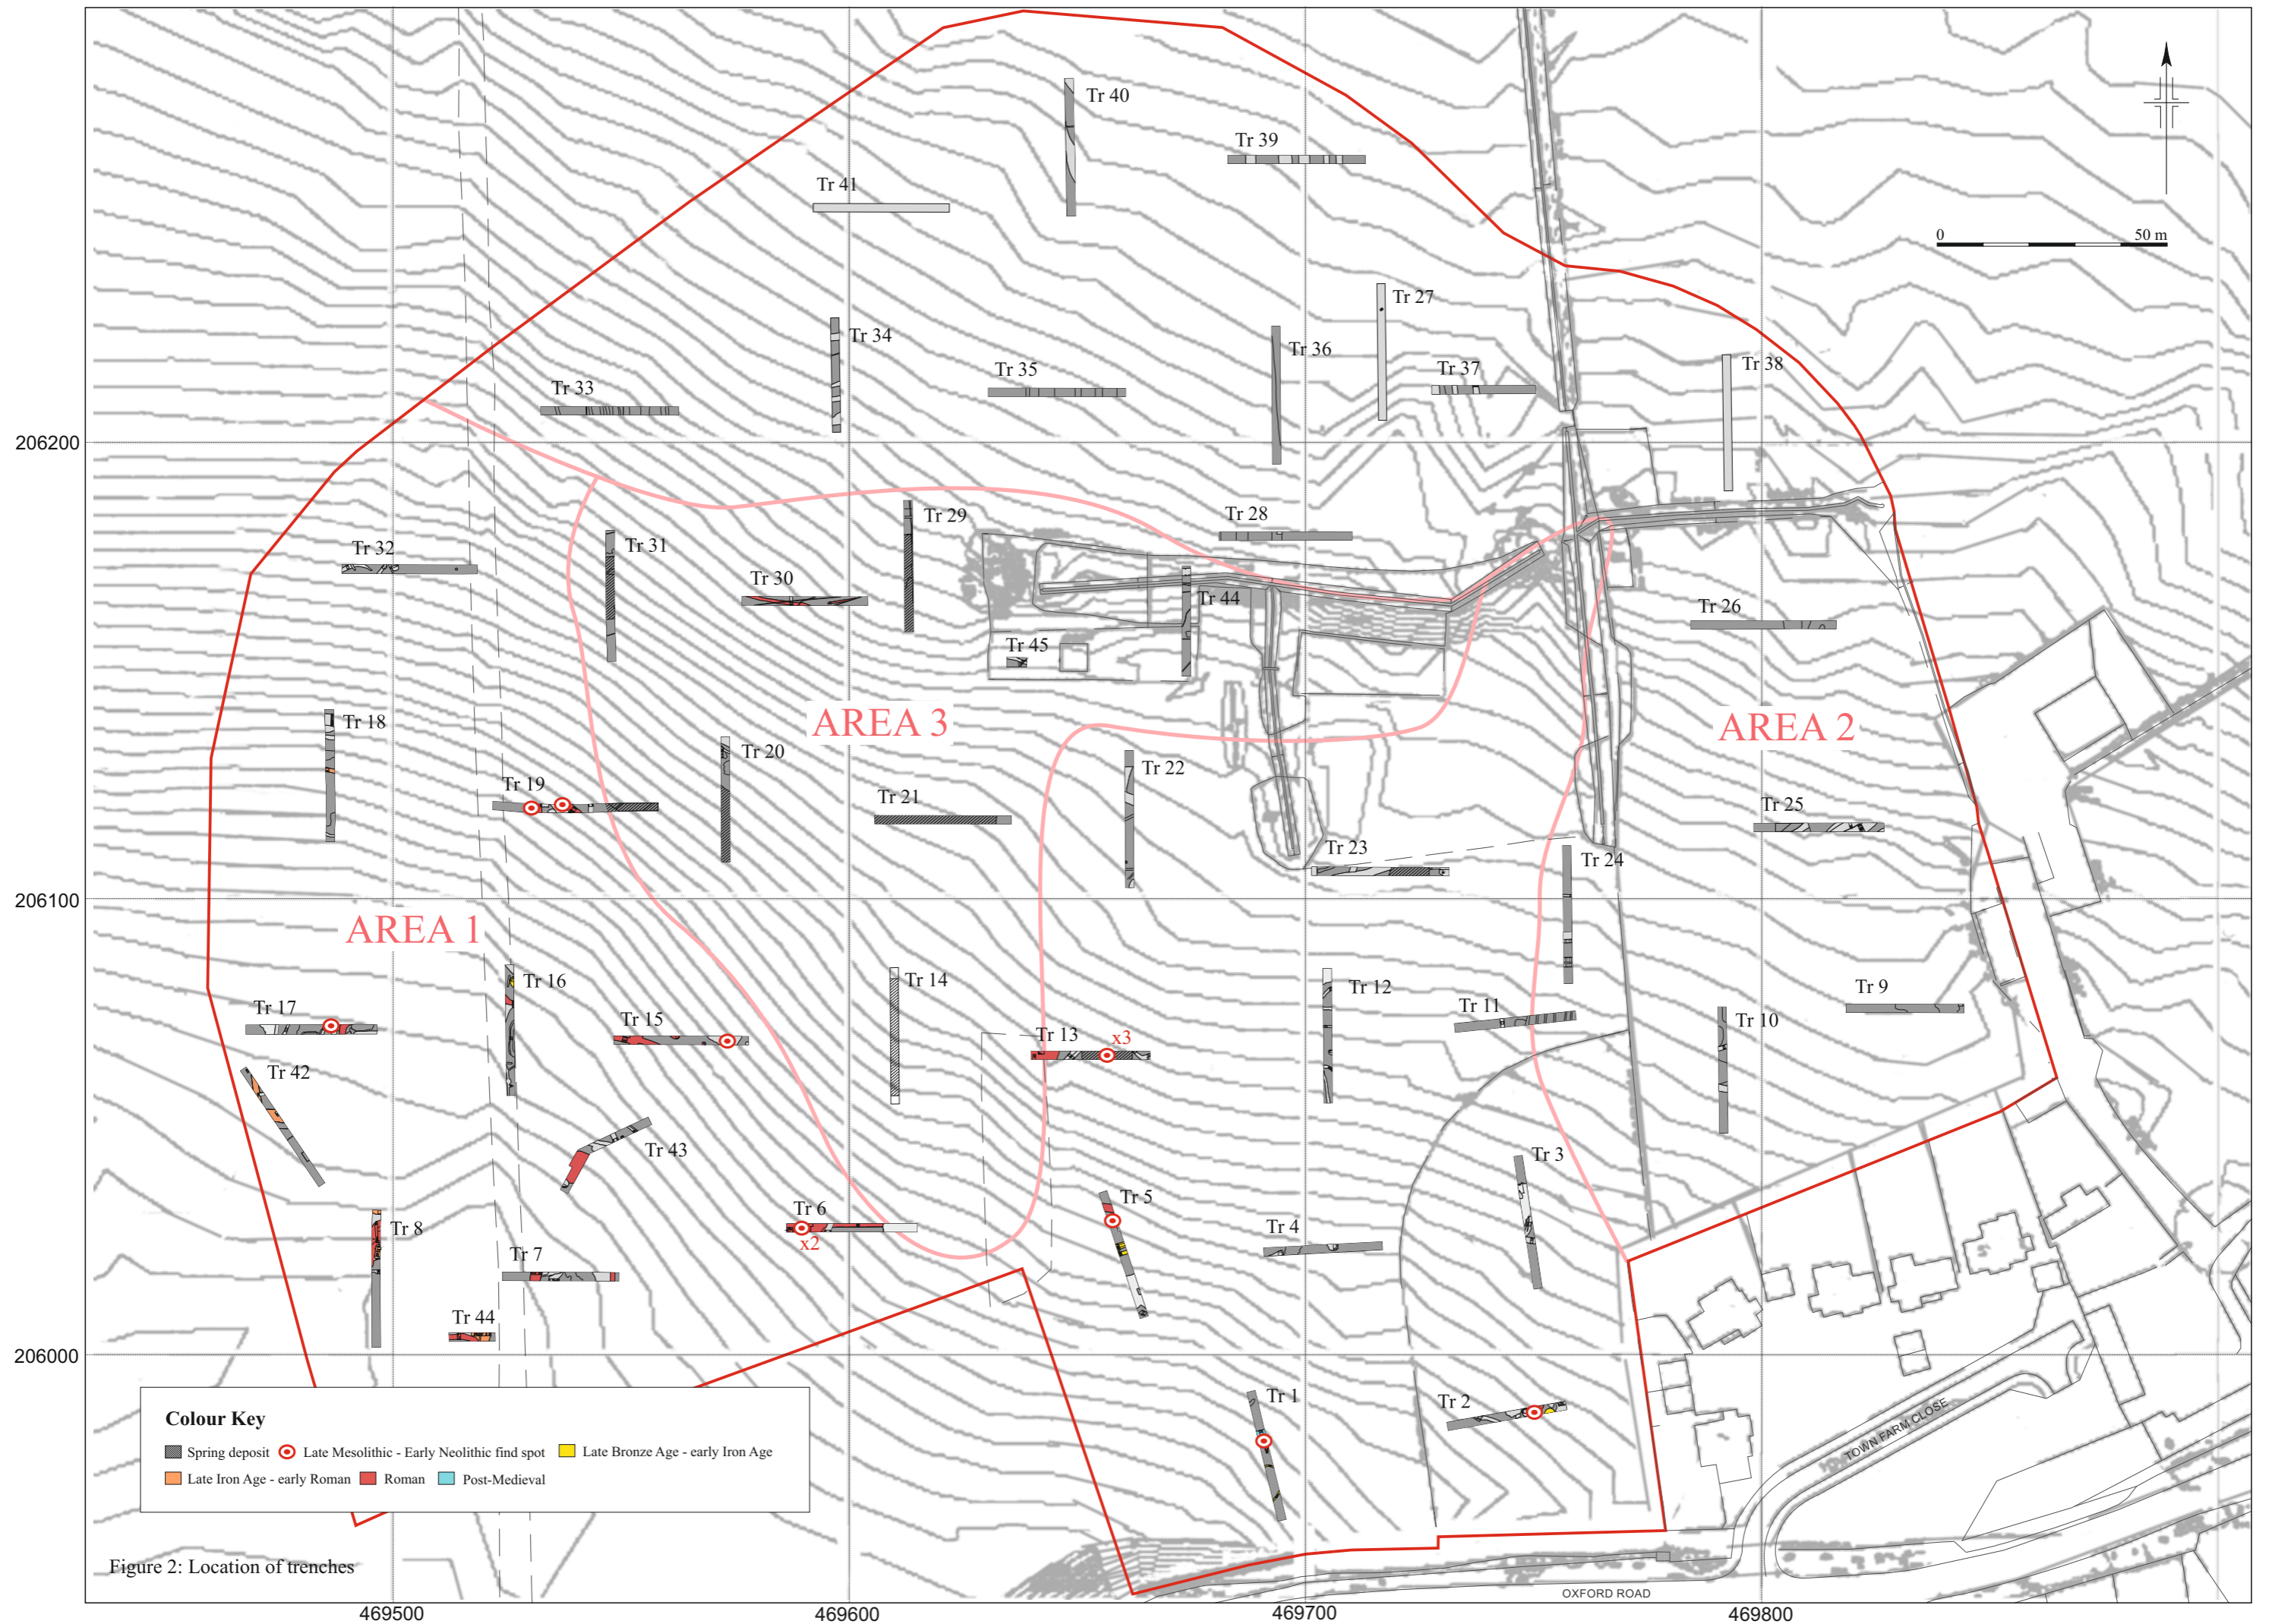 Tr 40
Tr 39
Tr 41
0 50 m
Tr 27
Tr 34
Tr 36
Tr 38
Tr 35
Tr 37
Tr 33
206200
Tr 29
Tr 28
Tr 31
Tr 32
Tr 30
Tr 44
Tr 26
Tr 45
AREA 3
AREA 2
Tr 18
Tr 20
Tr 22
Tr 19
Tr 21
Tr 25
Tr 23
Tr 24
206100
AREA 1
Tr 16
Tr 14
Tr 12
Tr 9
Tr 17
Tr 15
Tr 11
Tr 10
Tr 13
x3
Tr 42
Tr 43
Tr 3
Tr 5
Tr 6
x2
Tr 8
Tr 4
Tr 7
Tr 44
206000
Tr 1
Tr 2
Colour Key
Spring deposit Late Mesolithic - Early Neolithic find spot Late Bronze Age - early Iron Age
Late Iron Age - early Roman Roman Post-Medieval
TOWN FARM CLOSE
Figure 2: Location of trenches
OXFORD ROAD
469500 469600 469700 469800